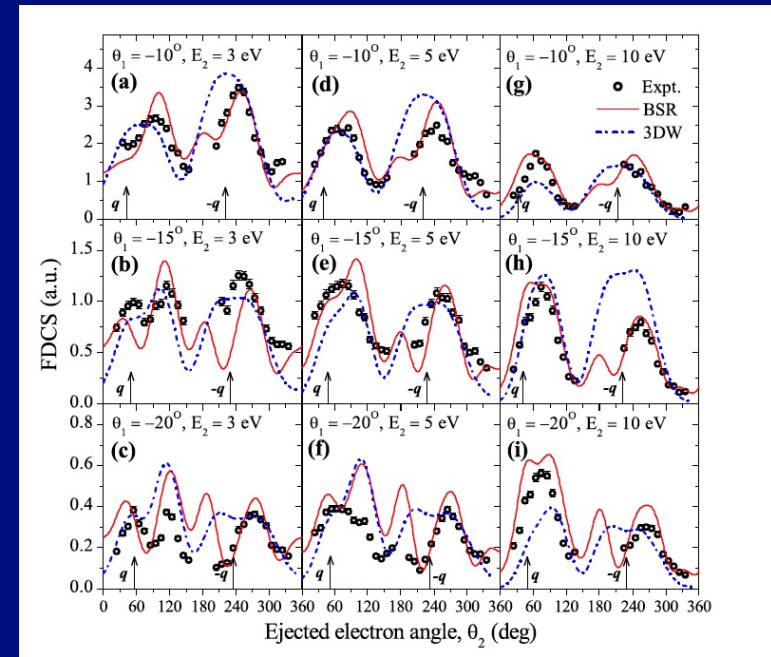 θ₁ = −10°, E₂ = 3 eV
(a)
q
-q
θ₁ = −10°, E₂ = 5 eV
(d)
q
-q
θ₁ = −10°, E₂ = 10 eV
(g)
Expt.
BSR
3DW
q
-q
4
3
2
1
0
θ₁ = −15°, E₂ = 3 eV
(b)
q
-q
θ₁ = −15°, E₂ = 5 eV
(e)
q
-q
θ₁ = −15°, E₂ = 10 eV
(h)
q
-q
1.5
1.0
0.5
0.0
FDCS (a.u.)
θ₁ = −20°, E₂ = 3 eV
(c)
q
-q
θ₁ = −20°, E₂ = 5 eV
(f)
q
-q
θ₁ = −20°, E₂ = 10 eV
(i)
q
-q
0.8
0.6
0.4
0.2
0.0
0 60 120 180 240 300 60 120 180 240 300 360 60 120 180 240 300 360
Ejected electron angle, θ₂ (deg)